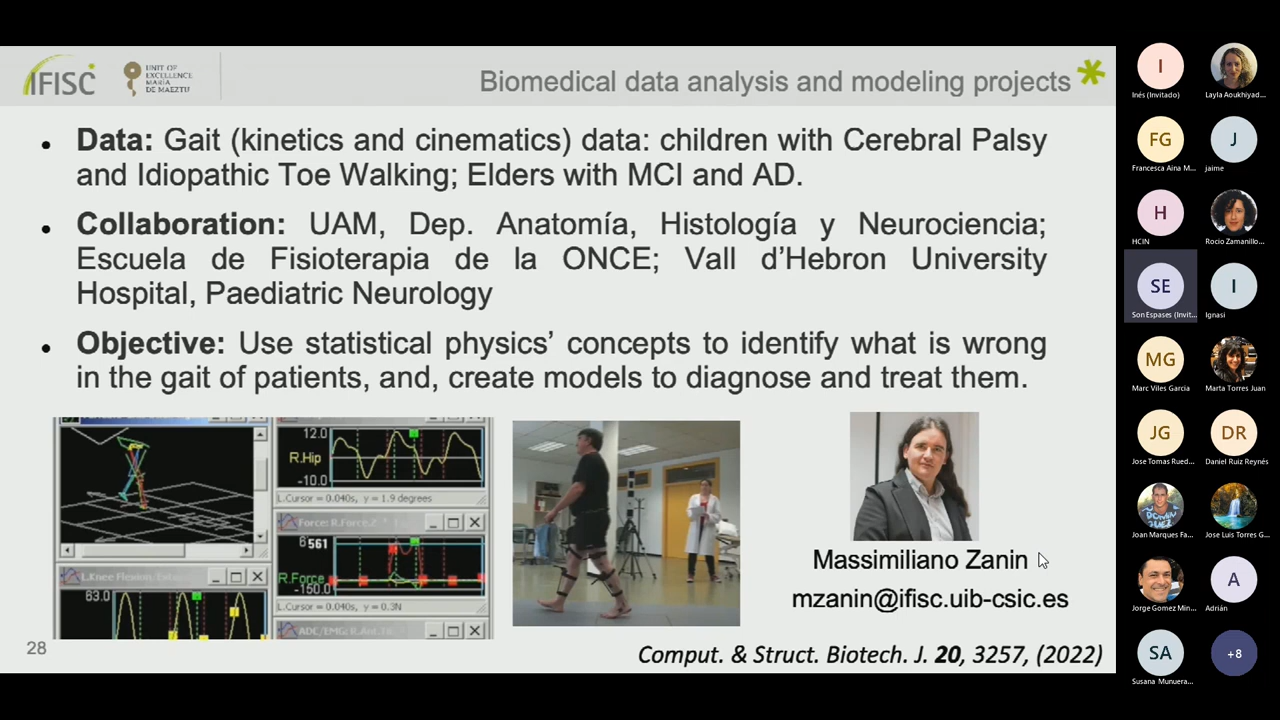 IFISC
UNIT OF
EXCELLENCE
MARÍA
DE MAEZTU
Biomedical data analysis and modeling projects
• Data: Gait (kinetics and cinematics) data: children with Cerebral Palsy
and Idiopathic Toe Walking; Elders with MCI and AD.
• Collaboration: UAM, Dep. Anatomía, Histología y Neurociencia;
Escuela de Fisioterapia de la ONCE; Vall d’Hebron University
Hospital, Paediatric Neurology
• Objective: Use statistical physics’ concepts to identify what is wrong
in the gait of patients, and, create models to diagnose and treat them.
12.0
R.Hip
-10.0
L.Cursor = 0.040s, y = 1.9 degrees
Force: R.Force.Z
561
R.Force
-150.0
L.Cursor = 0.040s, y = 0.3N
L.Knee Flexion
63.0
Massimiliano Zanin
mzanin@ifisc.uib-csic.es
28
Comput. & Struct. Biotech. J. 20, 3257, (2022)
I
Inés (Invitado)
Layla Aoukhiyad...
FG
Francesca Aina M...
J
jaime
H
HCIN
Rocio Zamanillo...
SE
Son Espases (Invit...
I
Ignasi
MG
Marc Viles Garcia
Marta Torres Juan
JG
Jose Tomas Rued...
DR
Daniel Ruiz Reynés
Joan Marques Fa...
Jose Luis Torres G...
Jorge Gomez Min...
A
Adrián
SA
Susana Munuera...
+8